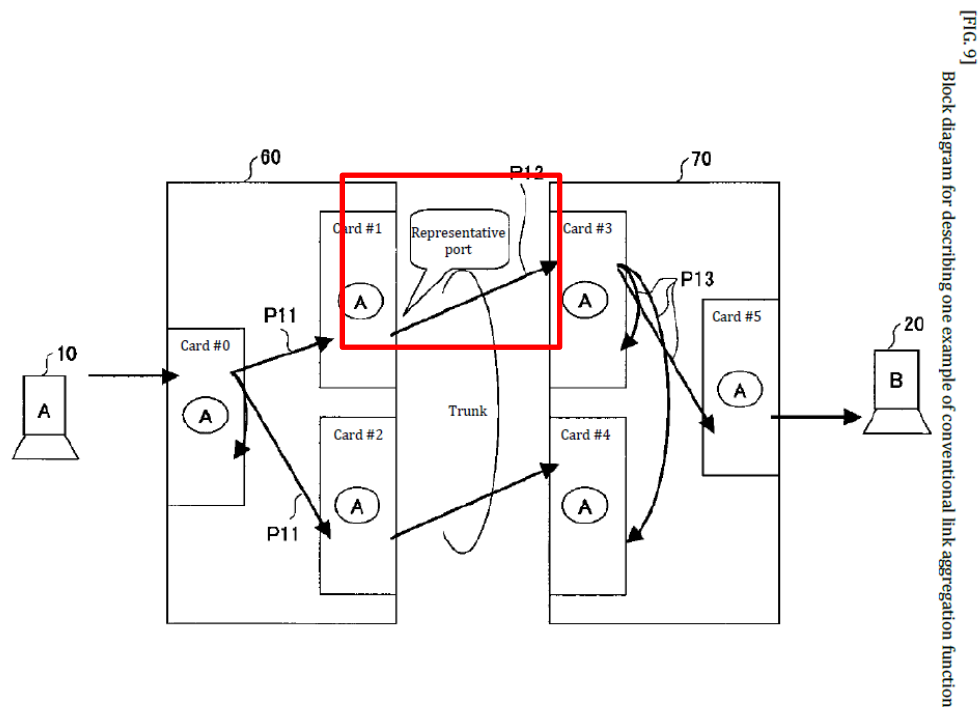 [FIG. 9]
Block diagram for describing one example of conventional link aggregation function
60
70
P12
Card #1
Representative
port
Card #3
A
A
P13
P11
Card #5
Card #0
20
10
A
B
A
A
Trunk
Card #2
Card #4
A
A
P11